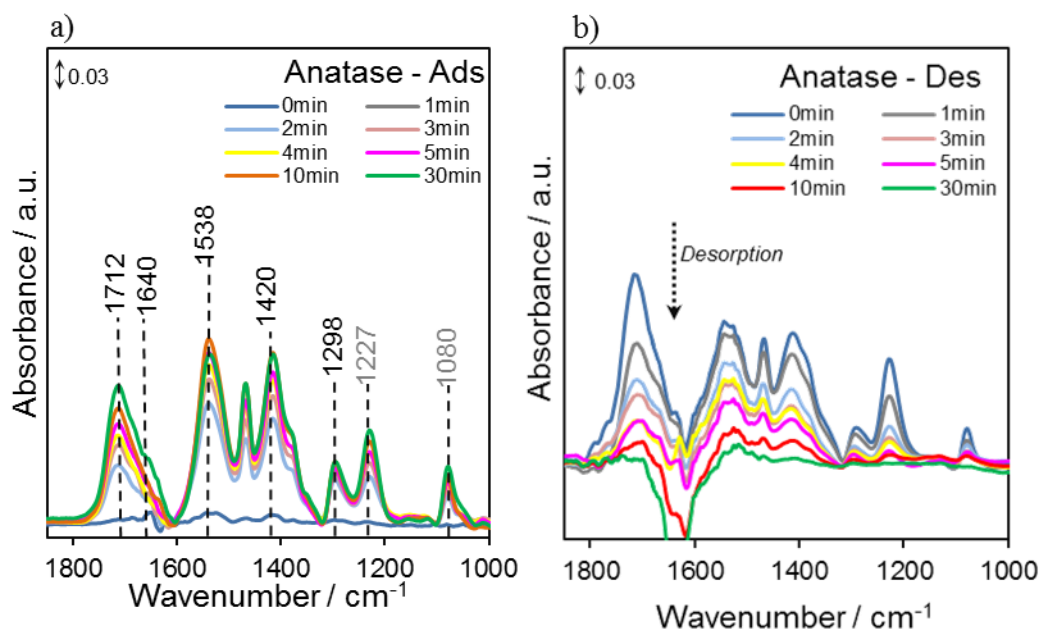 a)
0.03
Anatase - Ads
0min 1min
2min 3min
4min 5min
10min 30min
1712
1640
1538
1420
1298
1227
1080
Absorbance / a.u.
1800 1600 1400 1200 1000
Wavenumber / cm⁻¹
b)
0.03
Anatase - Des
0min 1min
2min 3min
4min 5min
10min 30min
Desorption
Absorbance / a.u.
1800 1600 1400 1200 1000
Wavenumber / cm⁻¹